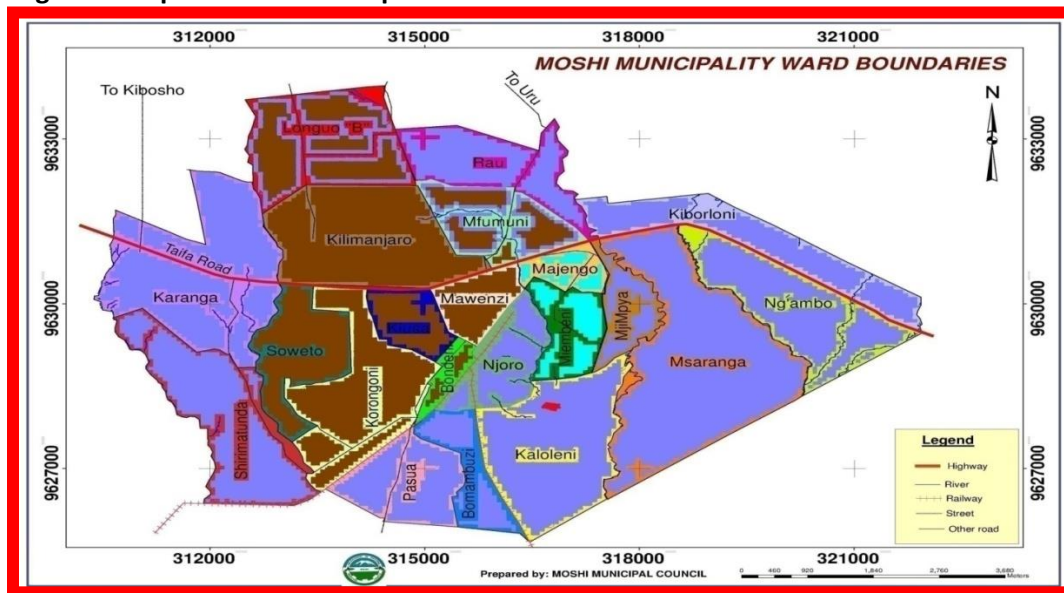 312000 315000 318000 321000
MOSHI MUNICIPALITY WARD BOUNDARIES
To Kibosho
To Uru
N
9633000
9633000
Longuo "B"
Rau
Kiborloni
Mfumuni
Kilimanjaro
Taifa Road
Majengo
Karanga
Mawenzi
Ng'ambo
9630000
9630000
MjiMpya
Miembeni
Soweto
Njoro
Msaranga
Korongoni
Shirimatunda
Kaloleni
Pasua
Bomambuzi
9627000
9627000
Legend
Highway
River
Railway
Street
Other road
312000 315000 318000 321000
Prepared by: MOSHI MUNICIPAL COUNCIL
0 460 920 1,840 2,760 3,680
Meters